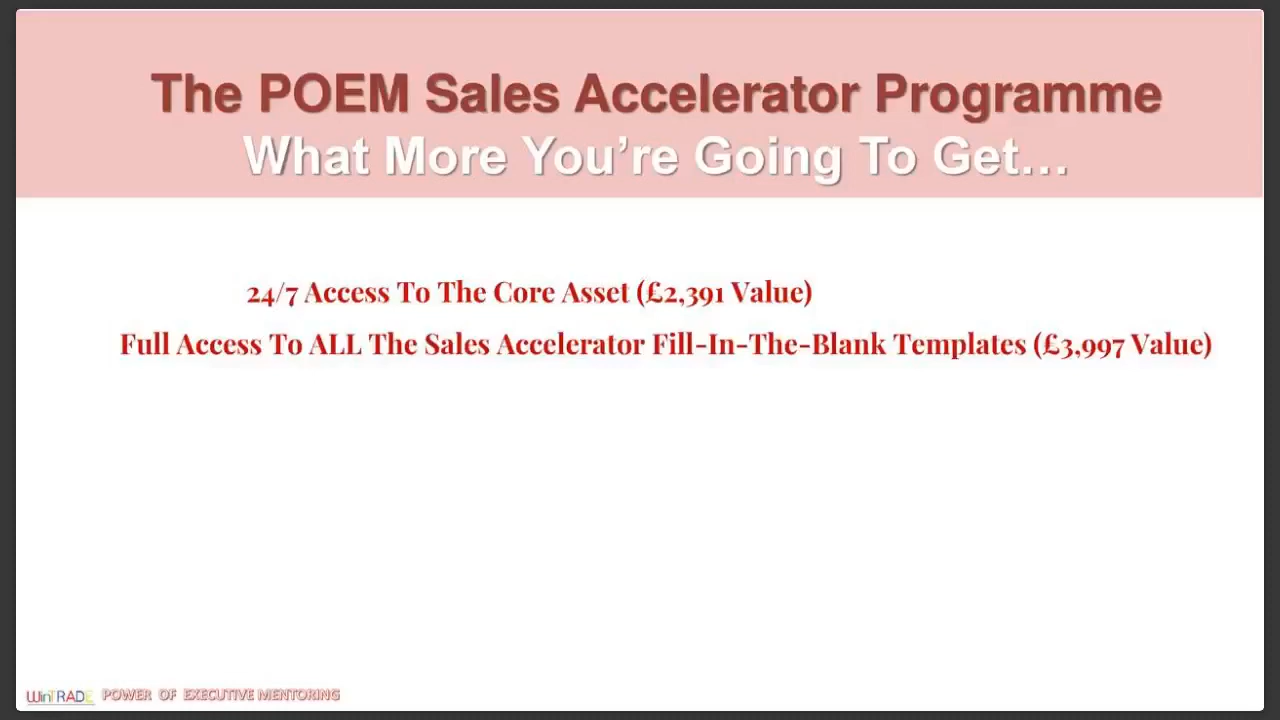 The POEM Sales Accelerator Programme
What More You’re Going To Get…
24/7 Access To The Core Asset (£2,391 Value)
Full Access To ALL The Sales Accelerator Fill-In-The-Blank Templates (£3,997 Value)
WinTRADE POWER OF EXECUTIVE MENTORING